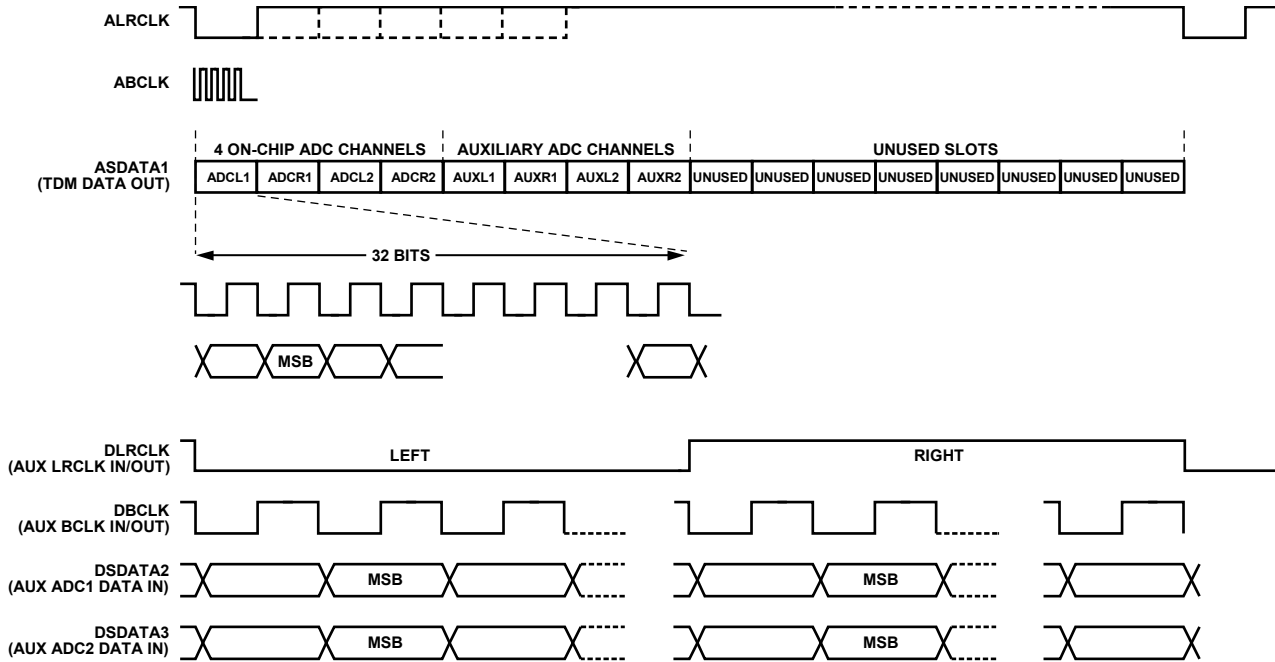 ALRCLK
ABCLK
4 ON-CHIP ADC CHANNELS AUXILIARY ADC CHANNELS UNUSED SLOTS
ASDATA1
(TDM DATA OUT)
ADCL1 ADCR1 ADCL2 ADCR2 AUXL1 AUXR1 AUXL2 AUXR2 UNUSED UNUSED UNUSED UNUSED UNUSED UNUSED UNUSED UNUSED
32 BITS
MSB
DLRCLK
(AUX LRCLK IN/OUT)
LEFT RIGHT
DBCLK
(AUX BCLK IN/OUT)
DSDATA2
(AUX ADC1 DATA IN)
MSB MSB
DSDATA3
(AUX ADC2 DATA IN)
MSB MSB